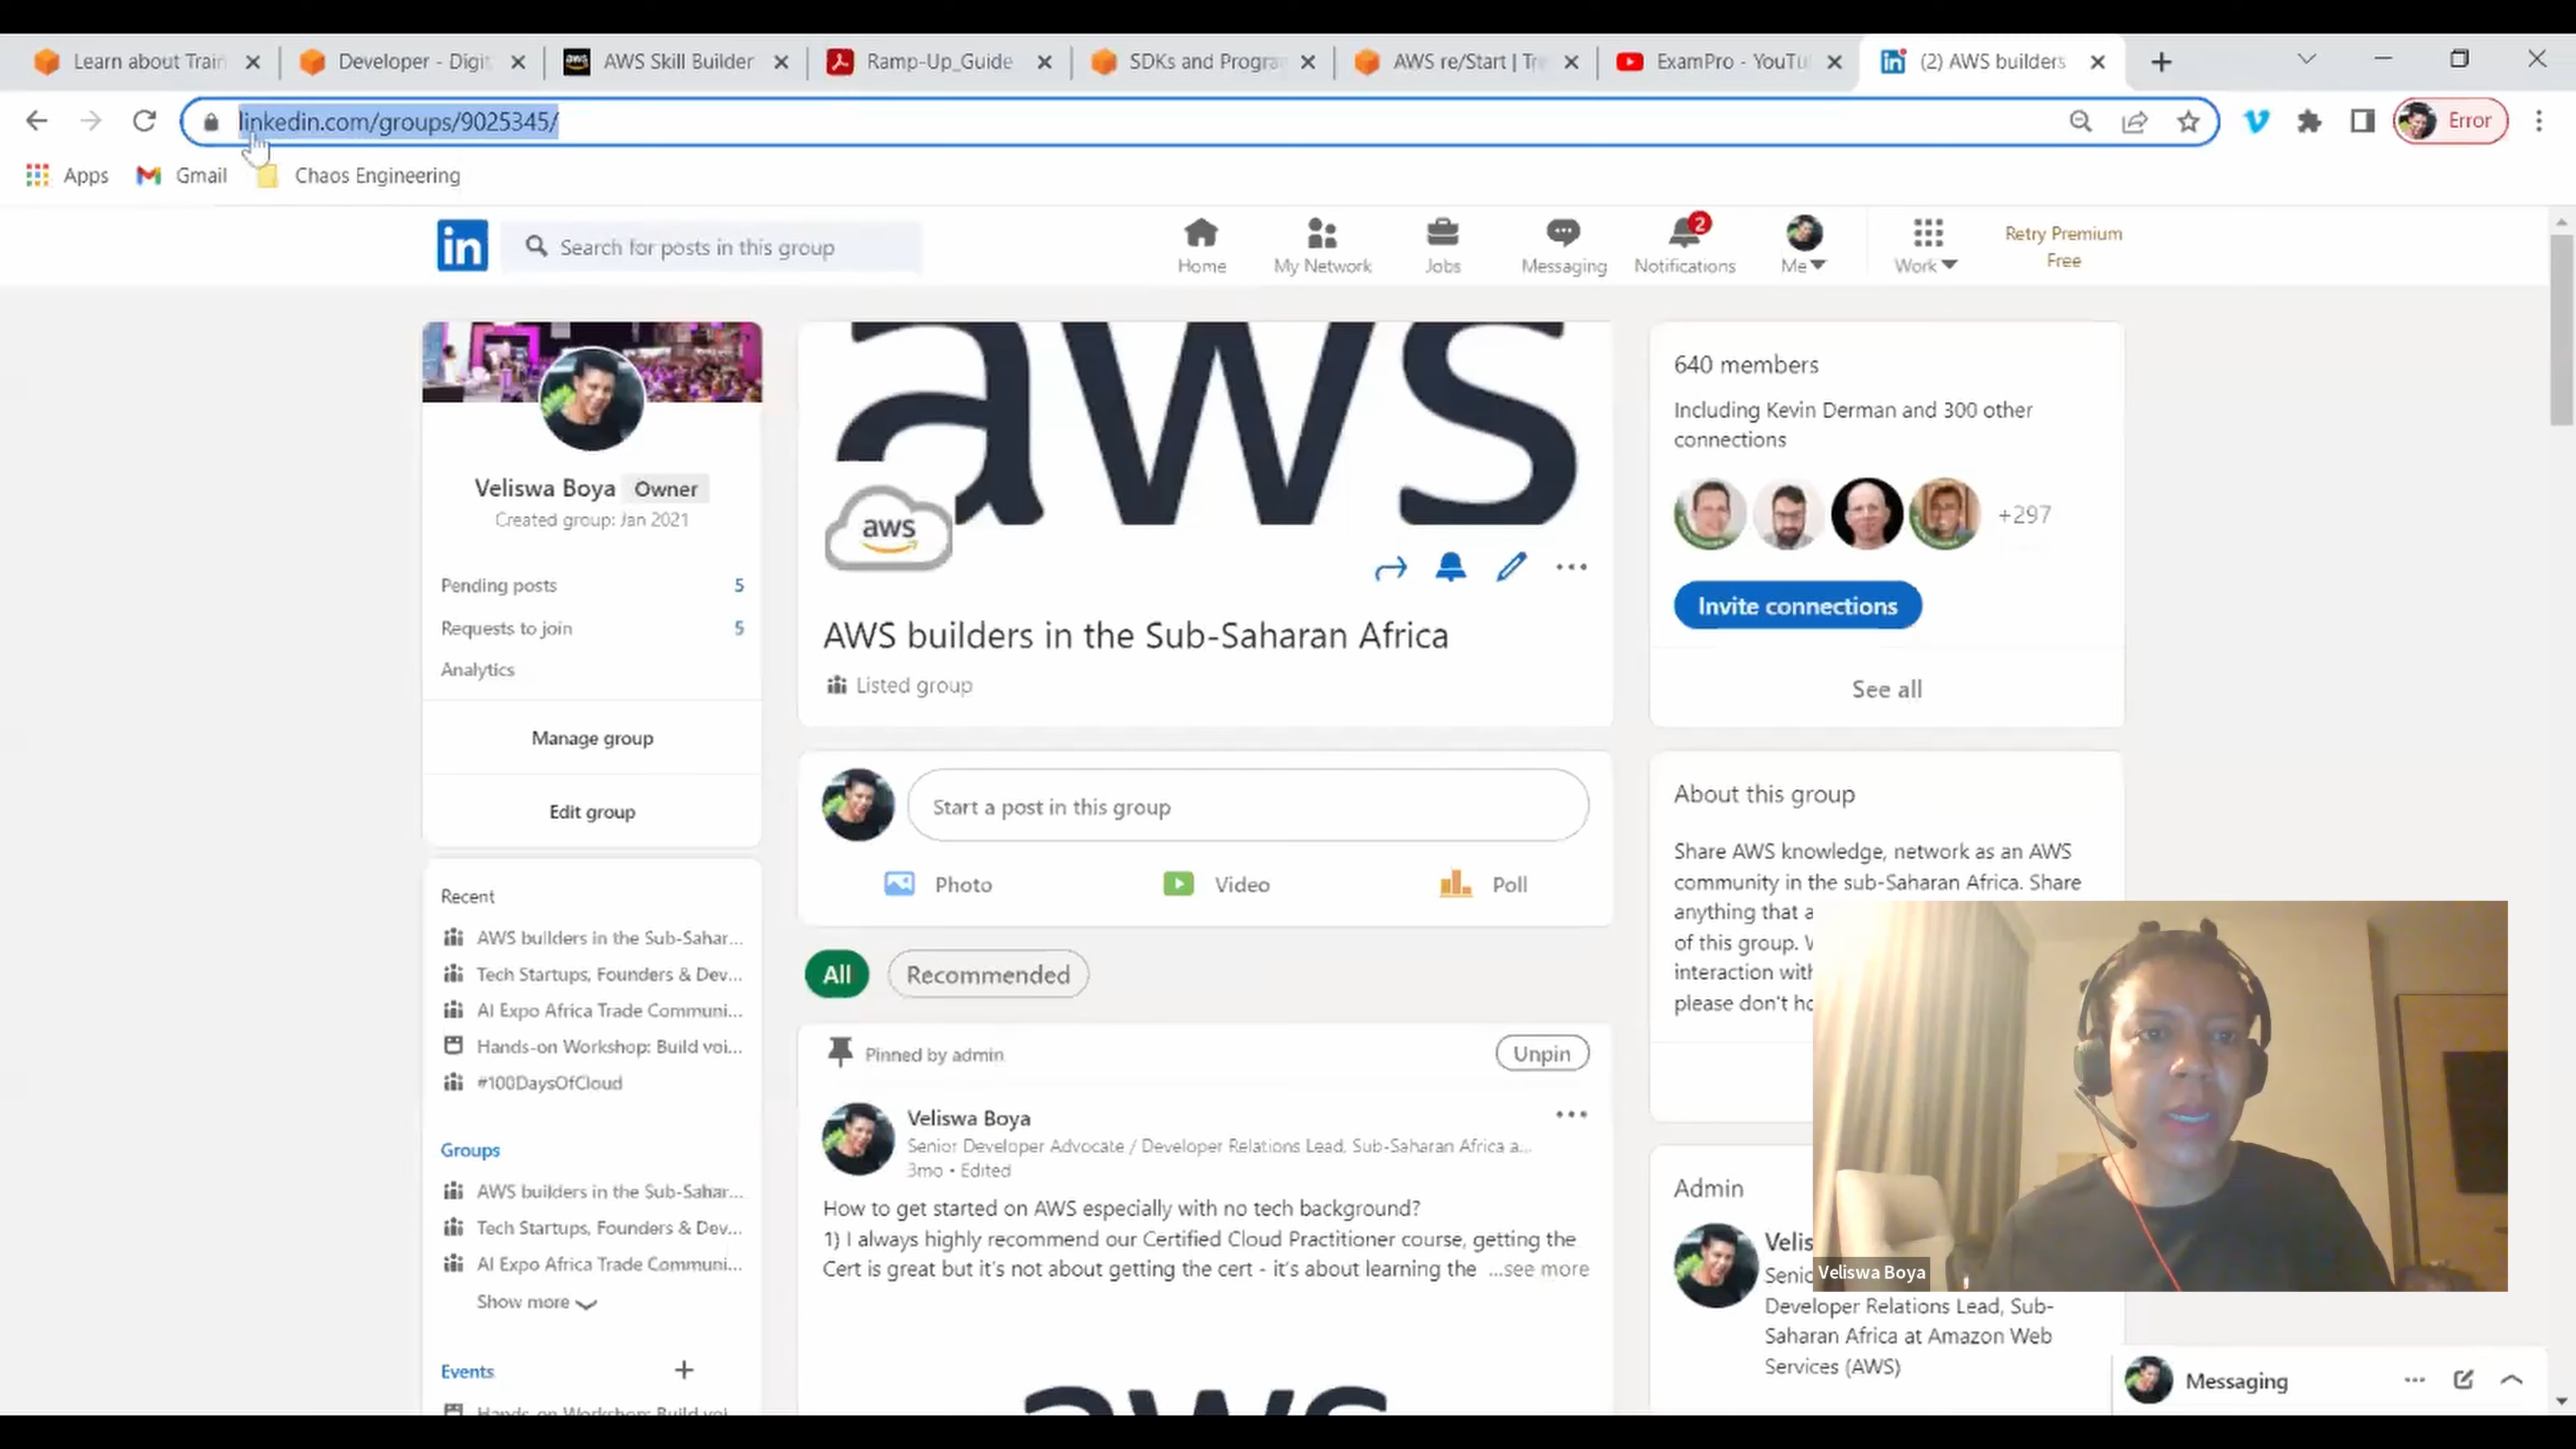 Learn about Train
Developer - Digit
AWS Skill Builder
Ramp-Up_Guide
SDKs and Progra
AWS re/Start | Tr
ExamPro - YouTu
(2) AWS builders
linkedin.com/groups/9025345/
Error
Apps
Gmail
Chaos Engineering
in
Search for posts in this group
Home
My Network
Jobs
Messaging
2
Notifications
Me
Work
Retry Premium
Free
Veliswa Boya Owner
Created group: Jan 2021
Pending posts 5
Requests to join 5
Analytics
Manage group
Edit group
Recent
AWS builders in the Sub-Sahar...
Tech Startups, Founders & Dev...
AI Expo Africa Trade Communi...
Hands-on Workshop: Build voi...
#100DaysOfCloud
Groups
AWS builders in the Sub-Sahar...
Tech Startups, Founders & Dev...
AI Expo Africa Trade Communi...
Show more
Events
Hands-on Workshop: Build voi...
aws
aws
AWS builders in the Sub-Saharan Africa
Listed group
Start a post in this group
Photo
Video
Poll
All
Recommended
Pinned by admin
Unpin
Veliswa Boya
Senior Developer Advocate / Developer Relations Lead, Sub-Saharan Africa a...
3mo • Edited
How to get started on AWS especially with no tech background?
1) I always highly recommend our Certified Cloud Practitioner course, getting the
Cert is great but it's not about getting the cert - it's about learning the ...see more
aws
640 members
Including Kevin Derman and 300 other
connections
+297
Invite connections
See all
About this group
Share AWS knowledge, network as an AWS
community in the sub-Saharan Africa. Share
anything that a
of this group. W
interaction with
please don't he
Admin
Velis
Senio
Developer Relations Lead, Sub-
Saharan Africa at Amazon Web
Services (AWS)
Veliswa Boya
Messaging